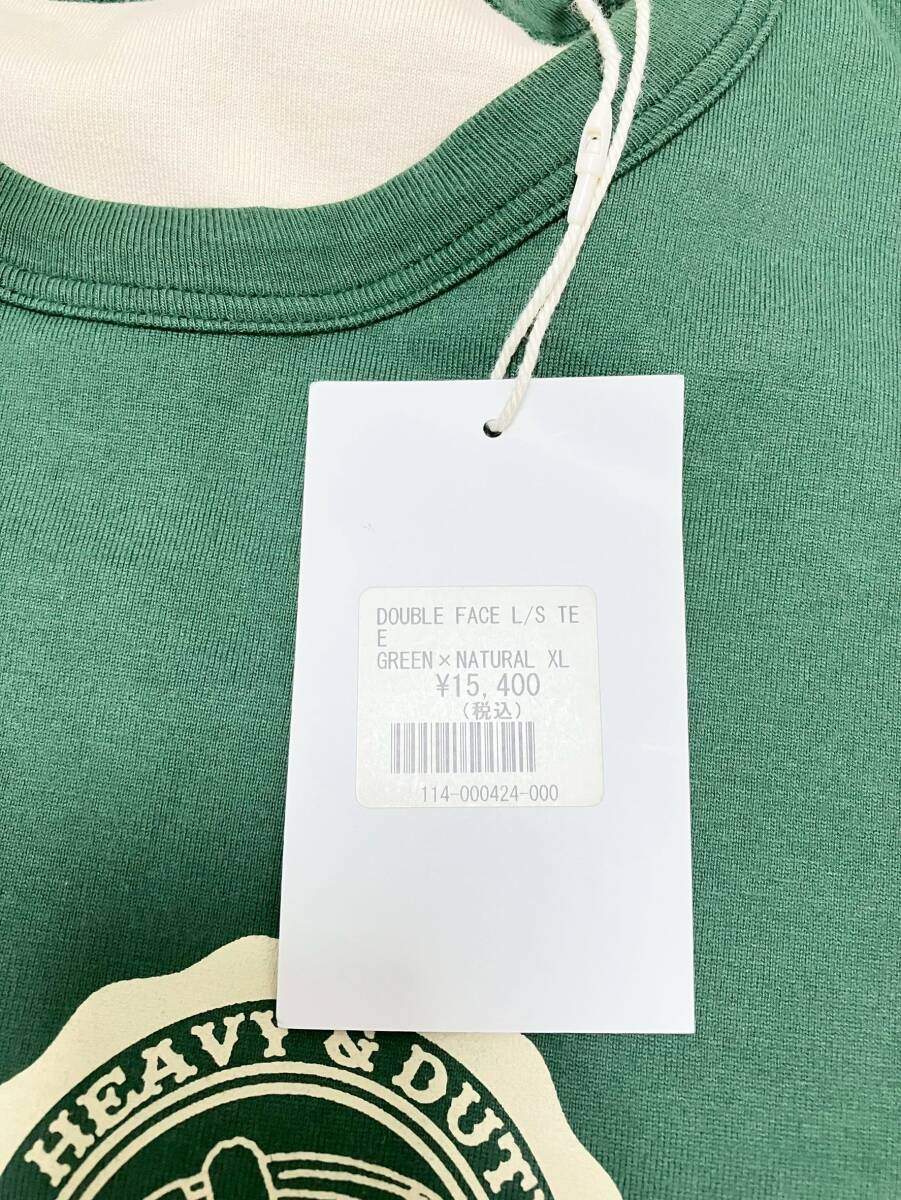 DOUBLE FACE L/S TE
E
GREEN×NATURAL XL
¥15,400
(税込)
114-000424-000
HEAVY & DUT